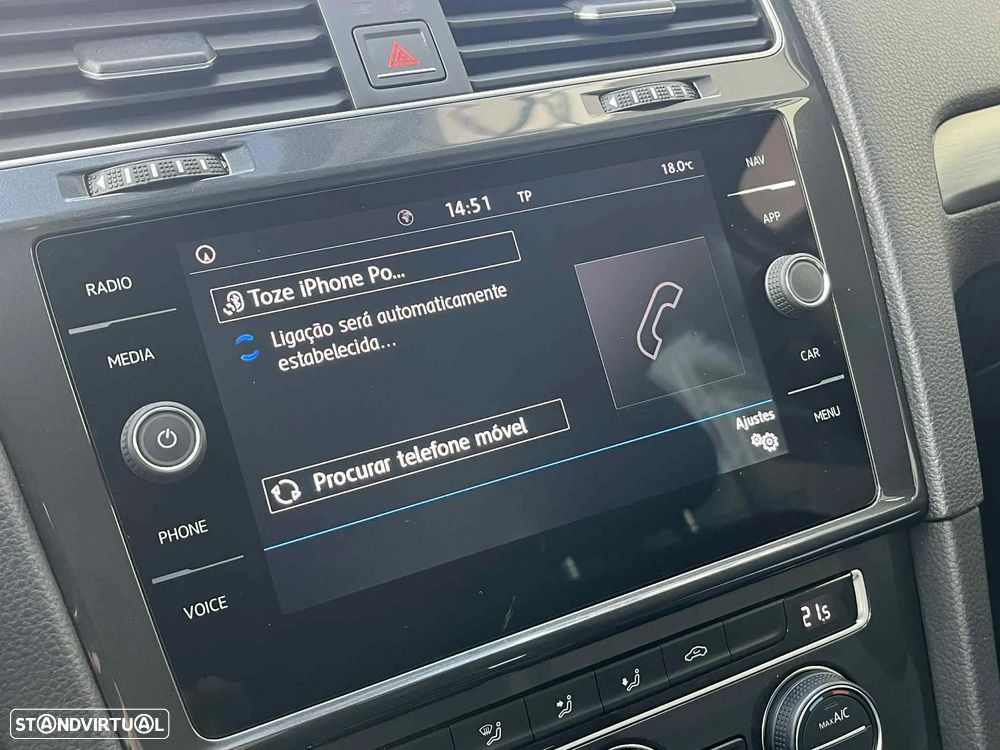 14:51 TP 18.0°C
NAV
APP
RADIO
Toze iPhone Po...
Ligação será automaticamente
estabelecida...
MEDIA
CAR
MENU
Ajustes
Procurar telefone móvel
PHONE
VOICE
21.5
MAX A/C
STANDVIRTUAL